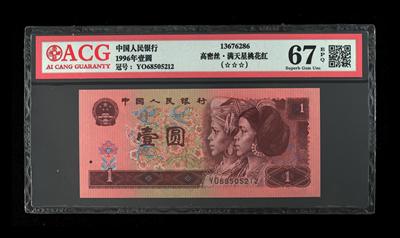 ACG
AI CANG GUARANTY
中国人民银行
1996年壹圆
冠号：YO68505212
13676286
高密丝·满天星桃花红
(☆☆☆)
67 EPQ
Superb Gem Unc
中国人民银行
1
壹圆
YO68505212
1
1